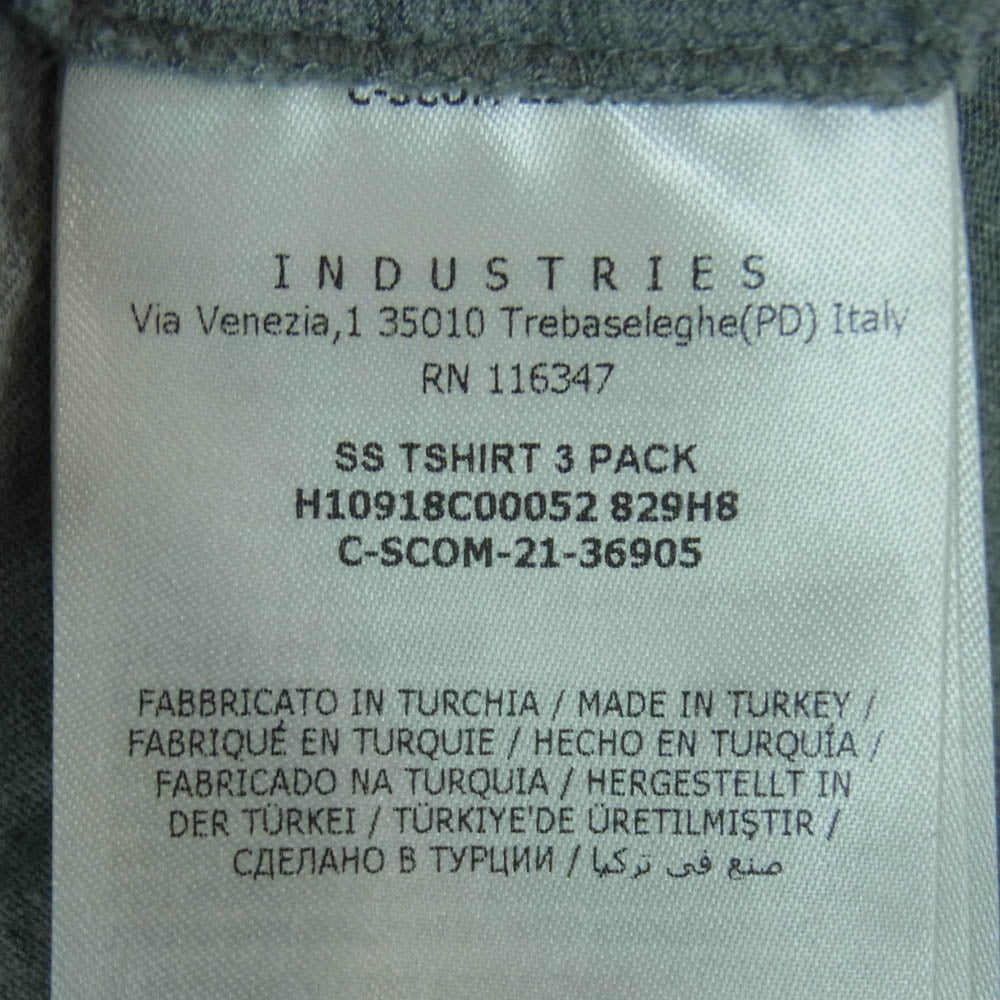 INDUSTRIES
Via Venezia,1 35010 Trebaseleghe(PD) Italy
RN 116347
SS TSHIRT 3 PACK
H10918C00052 829H8
C-SCOM-21-36905
FABBRICATO IN TURCHIA / MADE IN TURKEY /
FABRIQUÉ EN TURQUIE / HECHO EN TURQUÍA /
FABRICADO NA TURQUIA / HERGESTELLT IN
DER TÜRKEI / TÜRKİYE'DE ÜRETILMIŞTIR /
СДЕЛАНО В ТУРЦИИ / صنع في تركيا